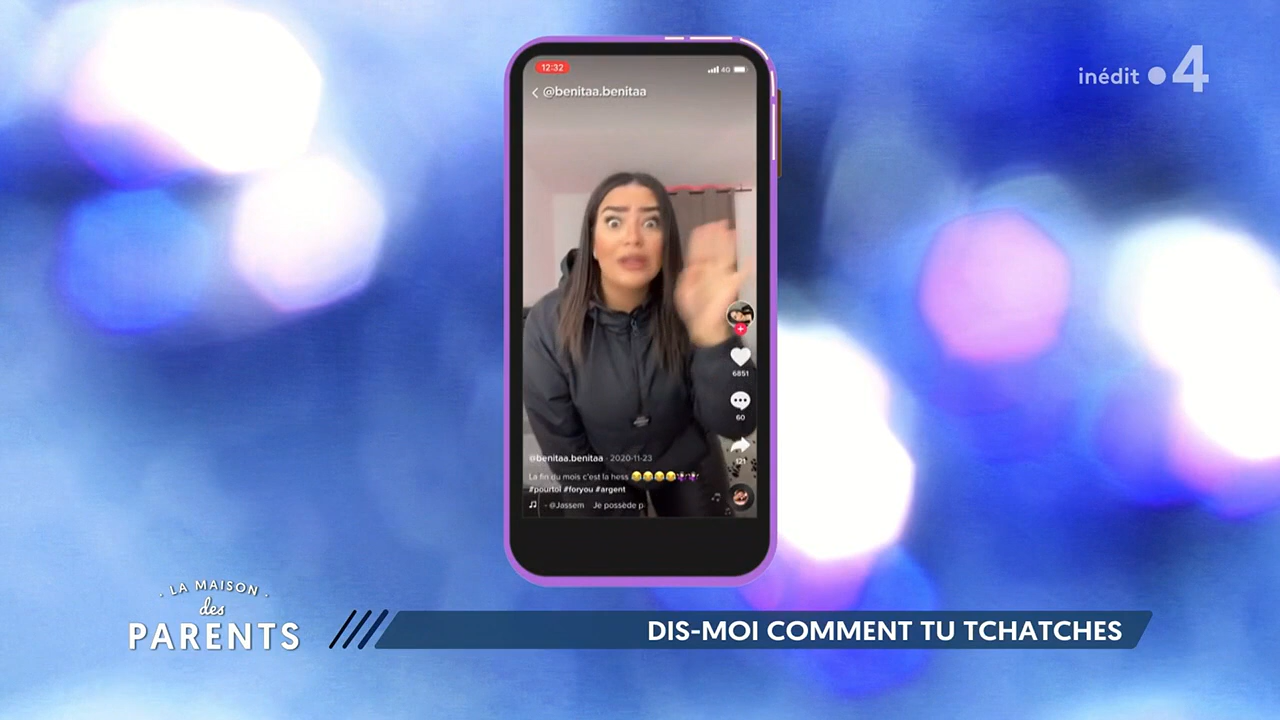 inédit 4
12:32
4G
@benitaa.benitaa
6851
60
121
@benitaa.benitaa · 2020-11-23
La fin du mois c'est la hess 😂😂😂😂
#pourtoi #foryou #argent
- @Jassem Je possède p
· LA MAISON ·
des
PARENTS
DIS-MOI COMMENT TU TCHATCHES